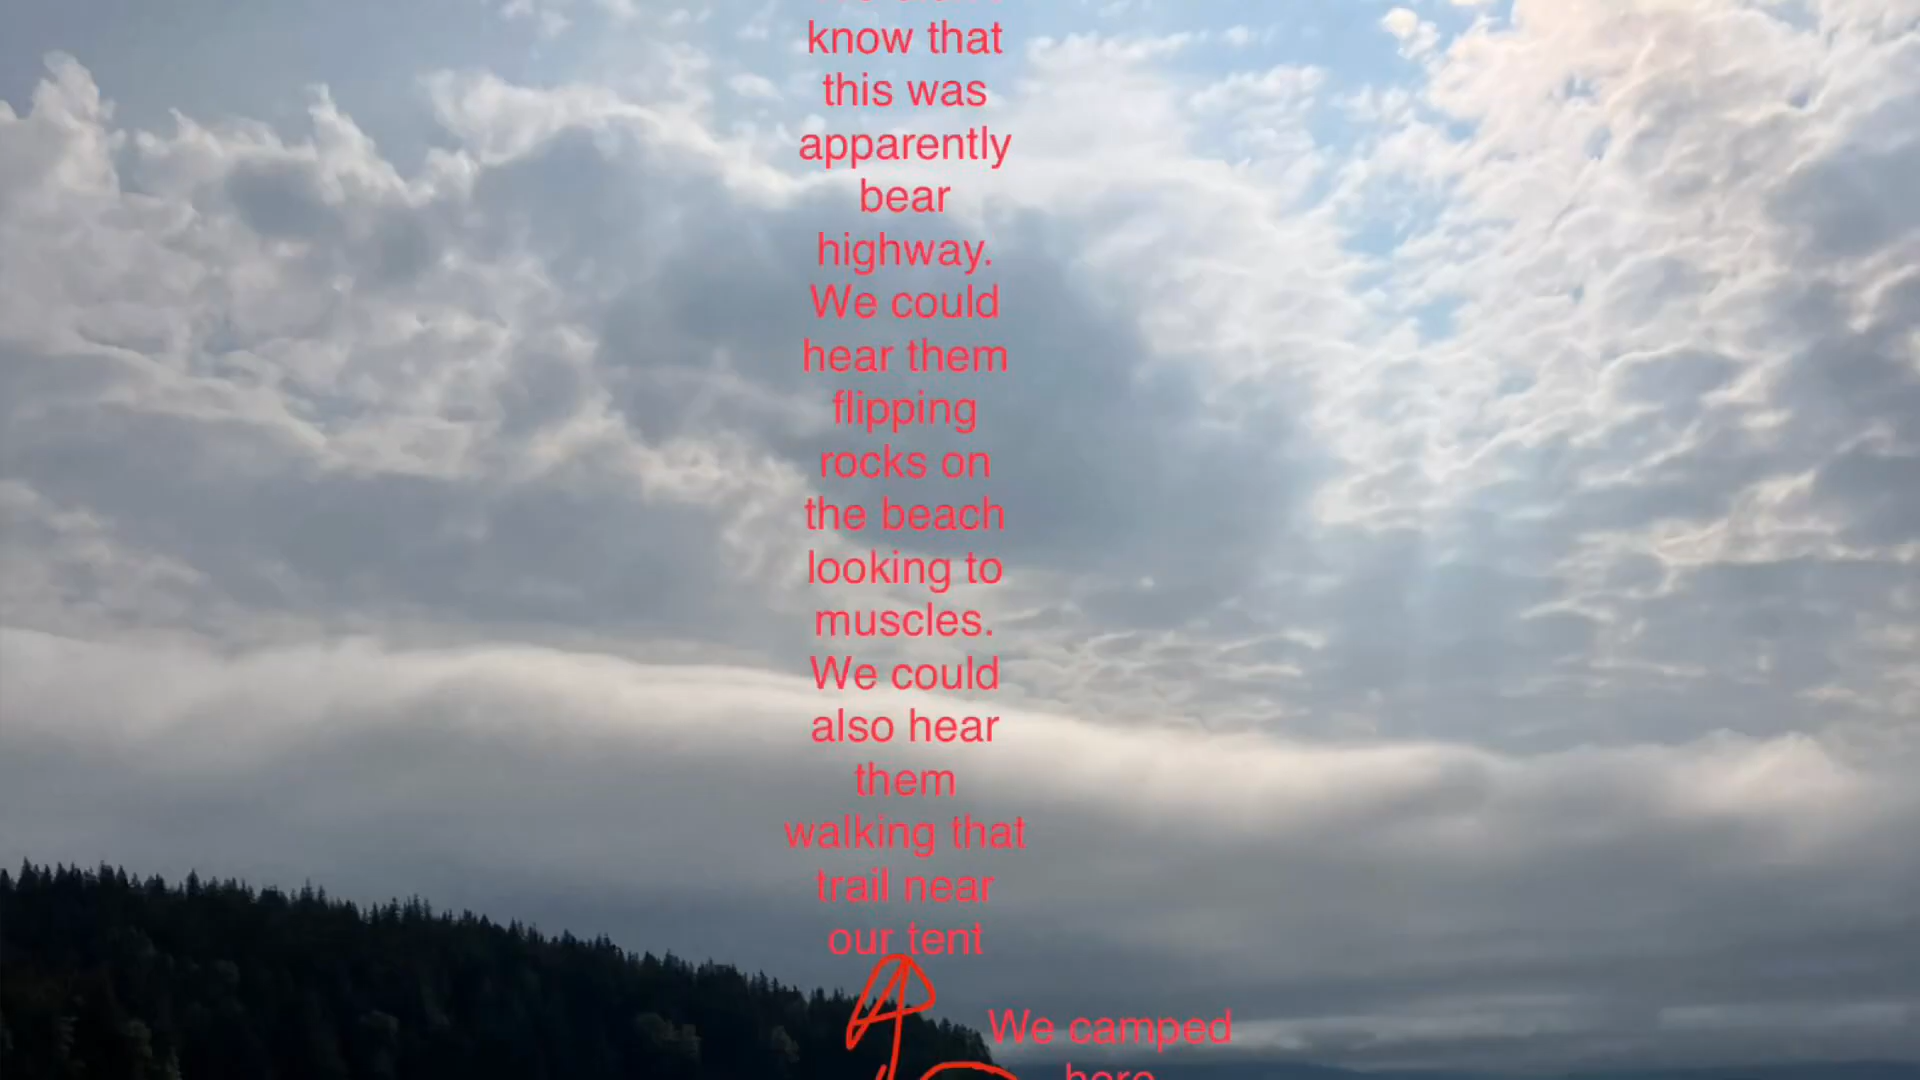 know that
this was
apparently
bear
highway.
We could
hear them
flipping
rocks on
the beach
looking to
muscles.
We could
also hear
them
walking that
trail near
our tent
We camped
here